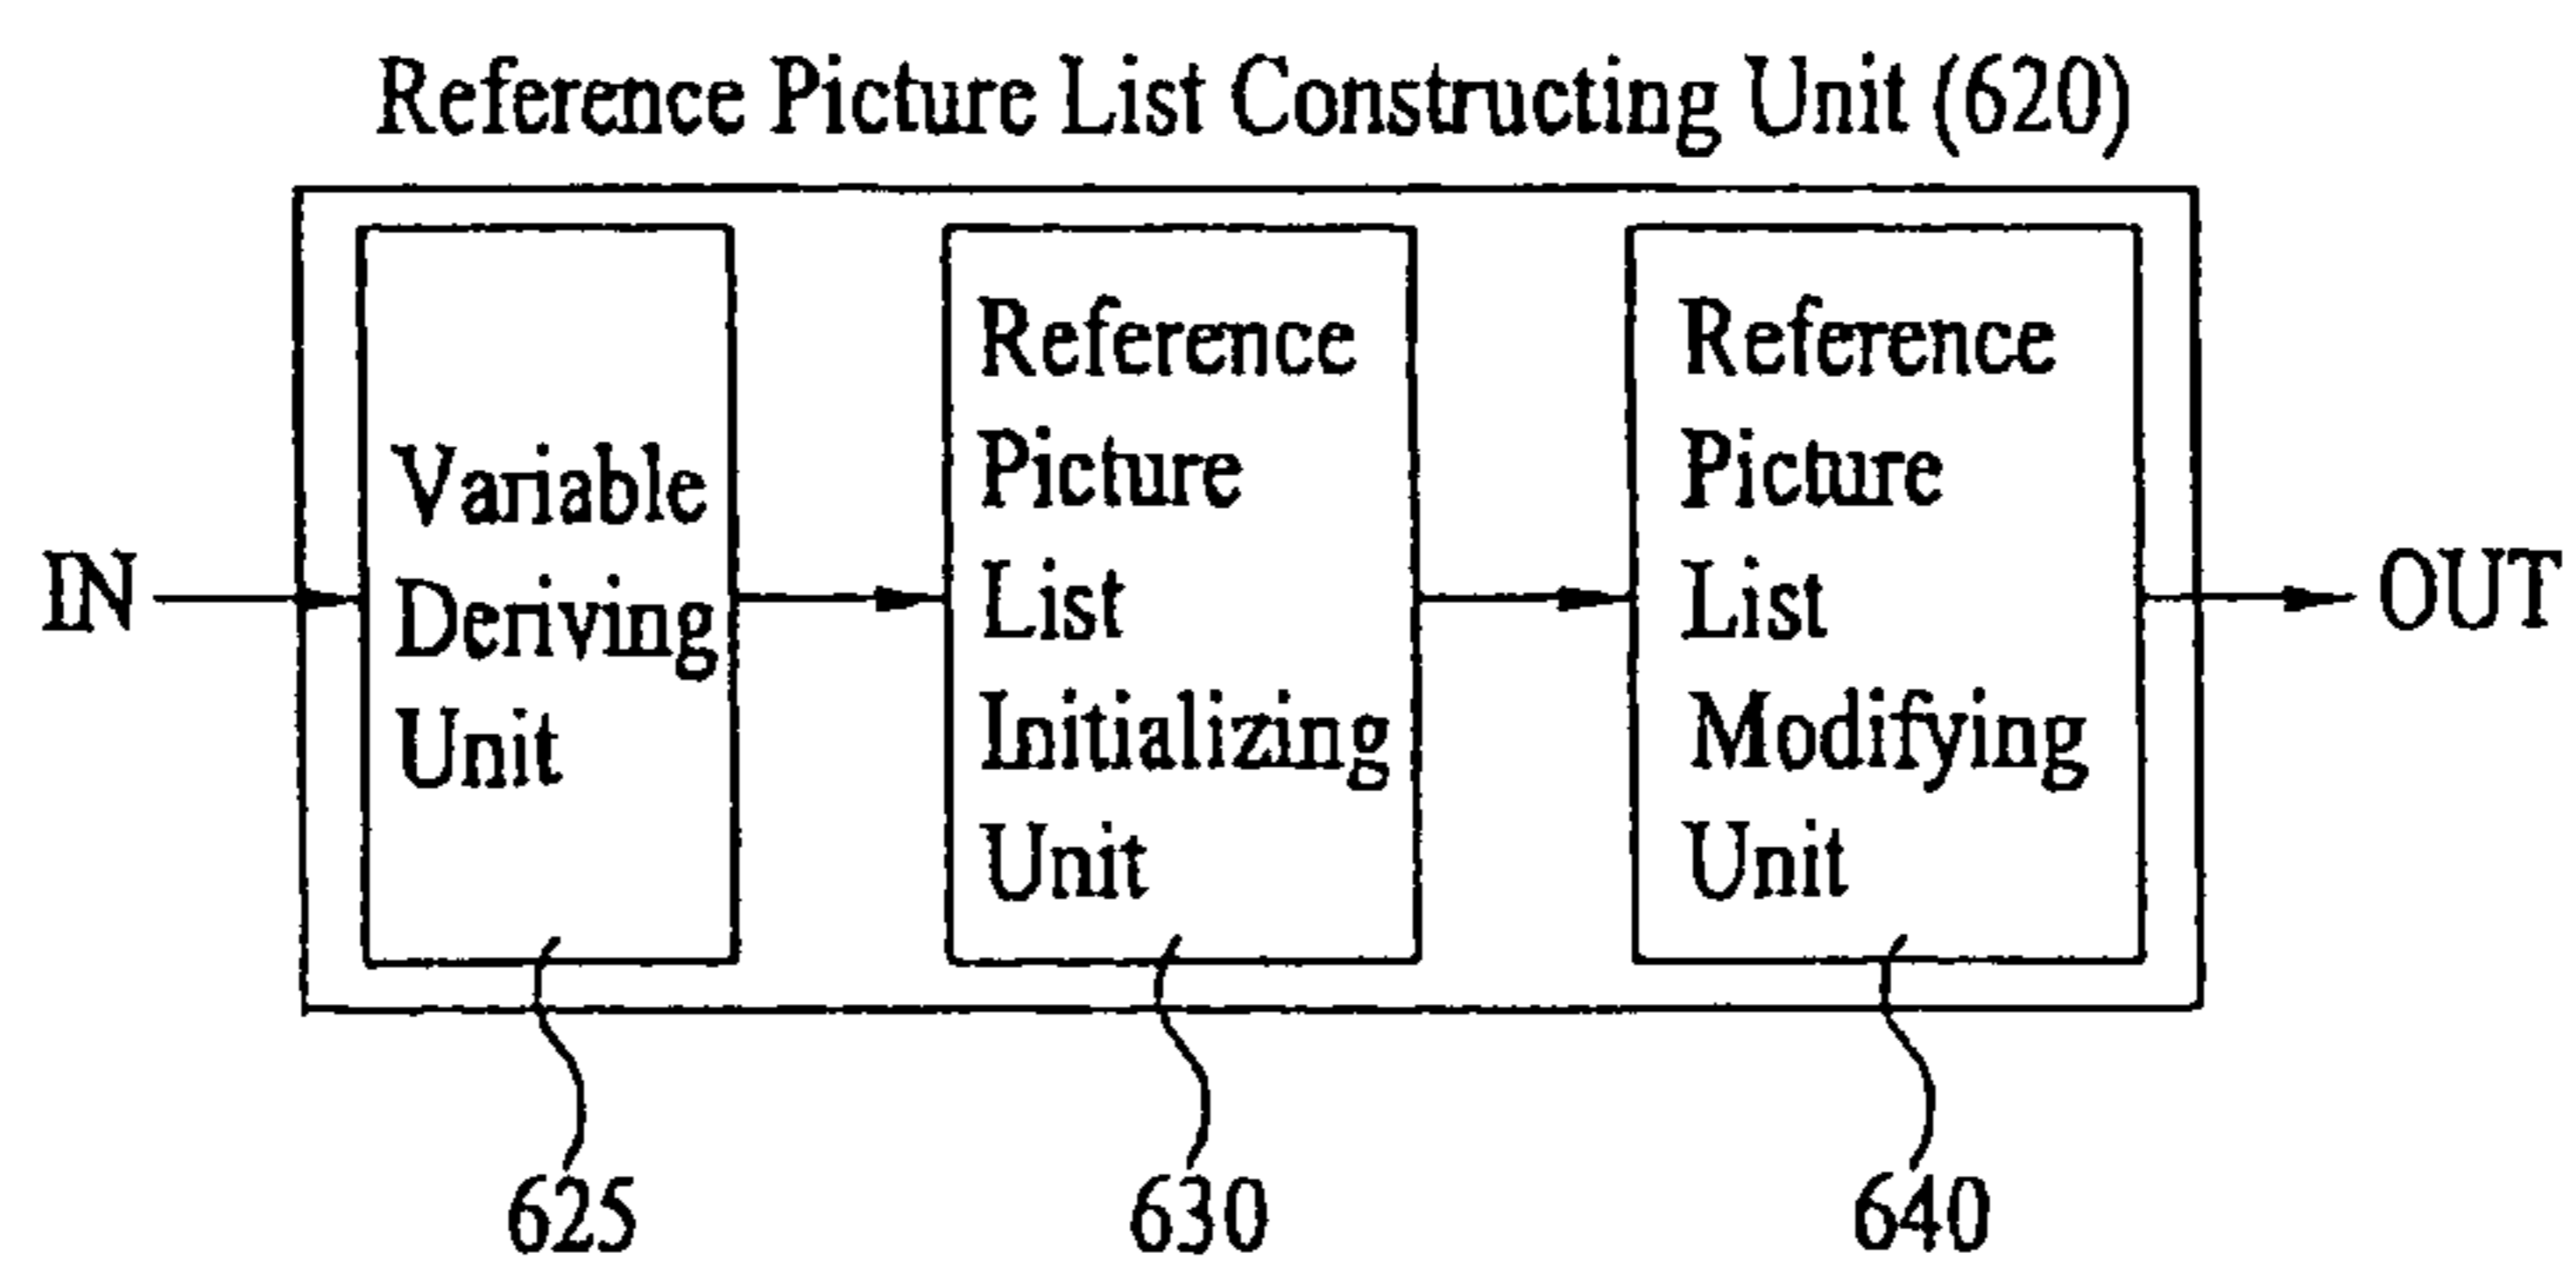 Reference Picture List Constructing Unit (620)
IN
Variable
Deriving
Unit
Reference
Picture
List
Initializing
Unit
Reference
Picture
List
Modifying
Unit
OUT
625
630
640